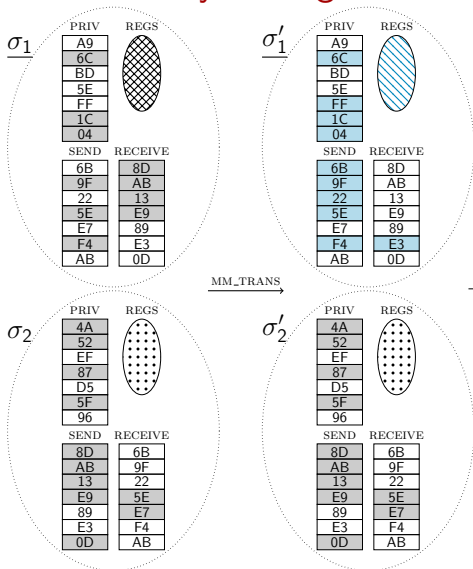 σ1
PRIV REGS
A9
6C
BD
5E
FF
1C
04
SEND RECEIVE
6B 8D
9F AB
22 13
5E E9
E7 89
F4 E3
AB 0D
σ′1
PRIV REGS
A9
6C
BD
5E
FF
1C
04
SEND RECEIVE
6B 8D
9F AB
22 13
5E E9
E7 89
F4 E3
AB 0D
MM_TRANS
σ2
PRIV REGS
4A
52
EF
87
D5
5F
96
SEND RECEIVE
8D 6B
AB 9F
13 22
E9 5E
89 E7
E3 F4
0D AB
σ′2
PRIV REGS
4A
52
EF
87
D5
5F
96
SEND RECEIVE
8D 6B
AB 9F
13 22
E9 5E
89 E7
E3 F4
0D AB